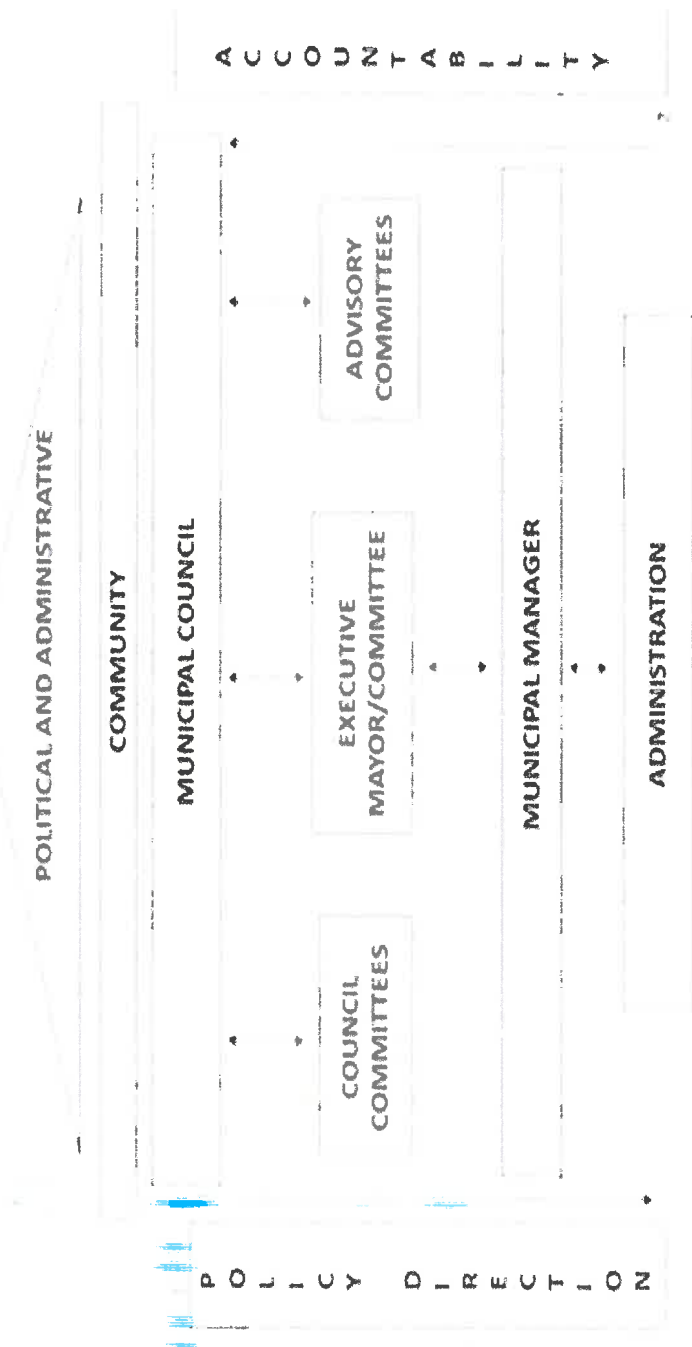 POLITICAL AND ADMINISTRATIVE
COMMUNITY
MUNICIPAL COUNCIL
COUNCIL
COMMITTEES
EXECUTIVE
MAYOR/COMMITTEE
ADVISORY
COMMITTEES
MUNICIPAL MANAGER
ADMINISTRATION
POLICY DIRECTION
ACCOUNTABILITY